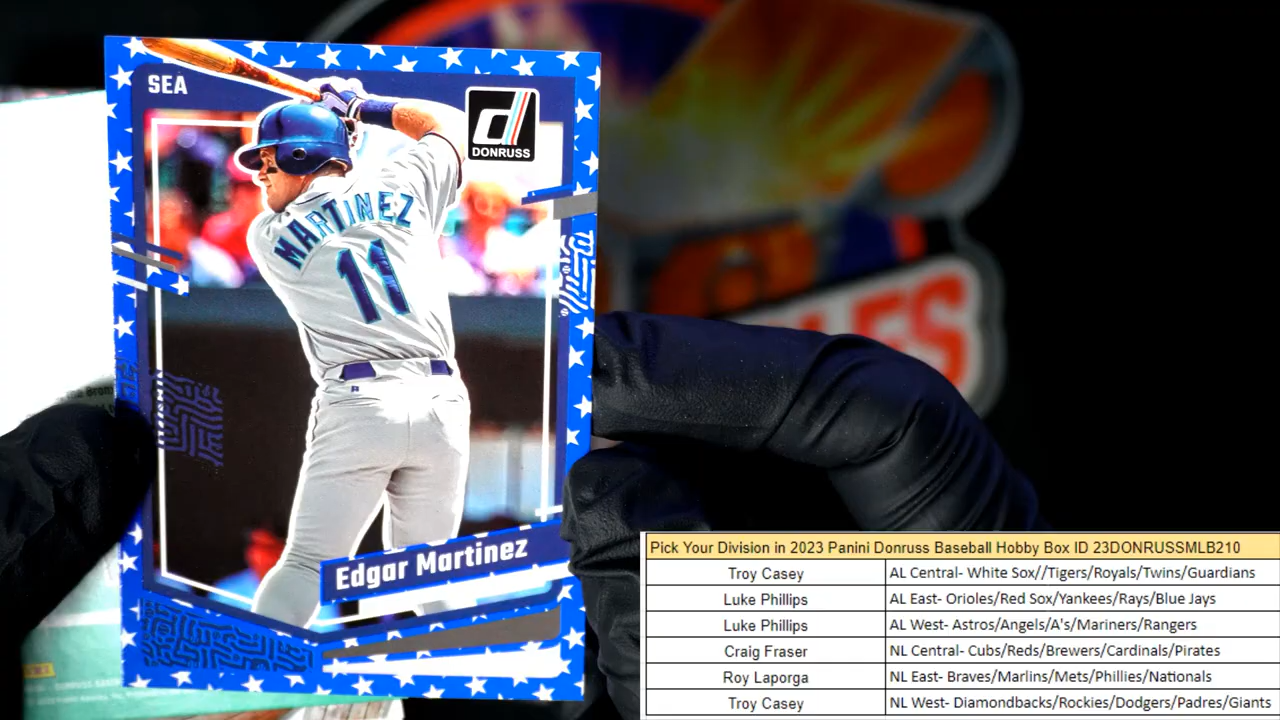 SEA
DONRUSS
MARTINEZ
11
Edgar Martinez
Pick Your Division in 2023 Panini Donruss Baseball Hobby Box ID 23DONRUSSMLB210
Troy Casey AL Central- White Sox//Tigers/Royals/Twins/Guardians
Luke Phillips AL East- Orioles/Red Sox/Yankees/Rays/Blue Jays
Luke Phillips AL West- Astros/Angels/A's/Mariners/Rangers
Craig Fraser NL Central- Cubs/Reds/Brewers/Cardinals/Pirates
Roy Laporga NL East- Braves/Marlins/Mets/Phillies/Nationals
Troy Casey NL West- Diamondbacks/Rockies/Dodgers/Padres/Giants